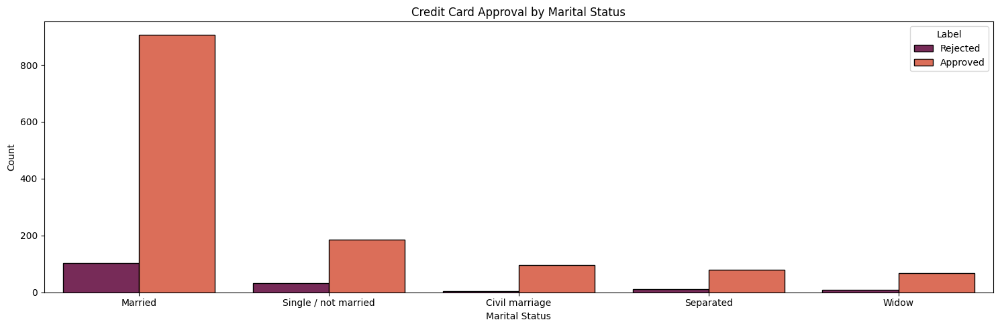 Credit Card Approval by Marital Status
Label
Rejected
Approved
Count
800
600
400
200
0
Married
Single / not married
Civil marriage
Separated
Widow
Marital Status